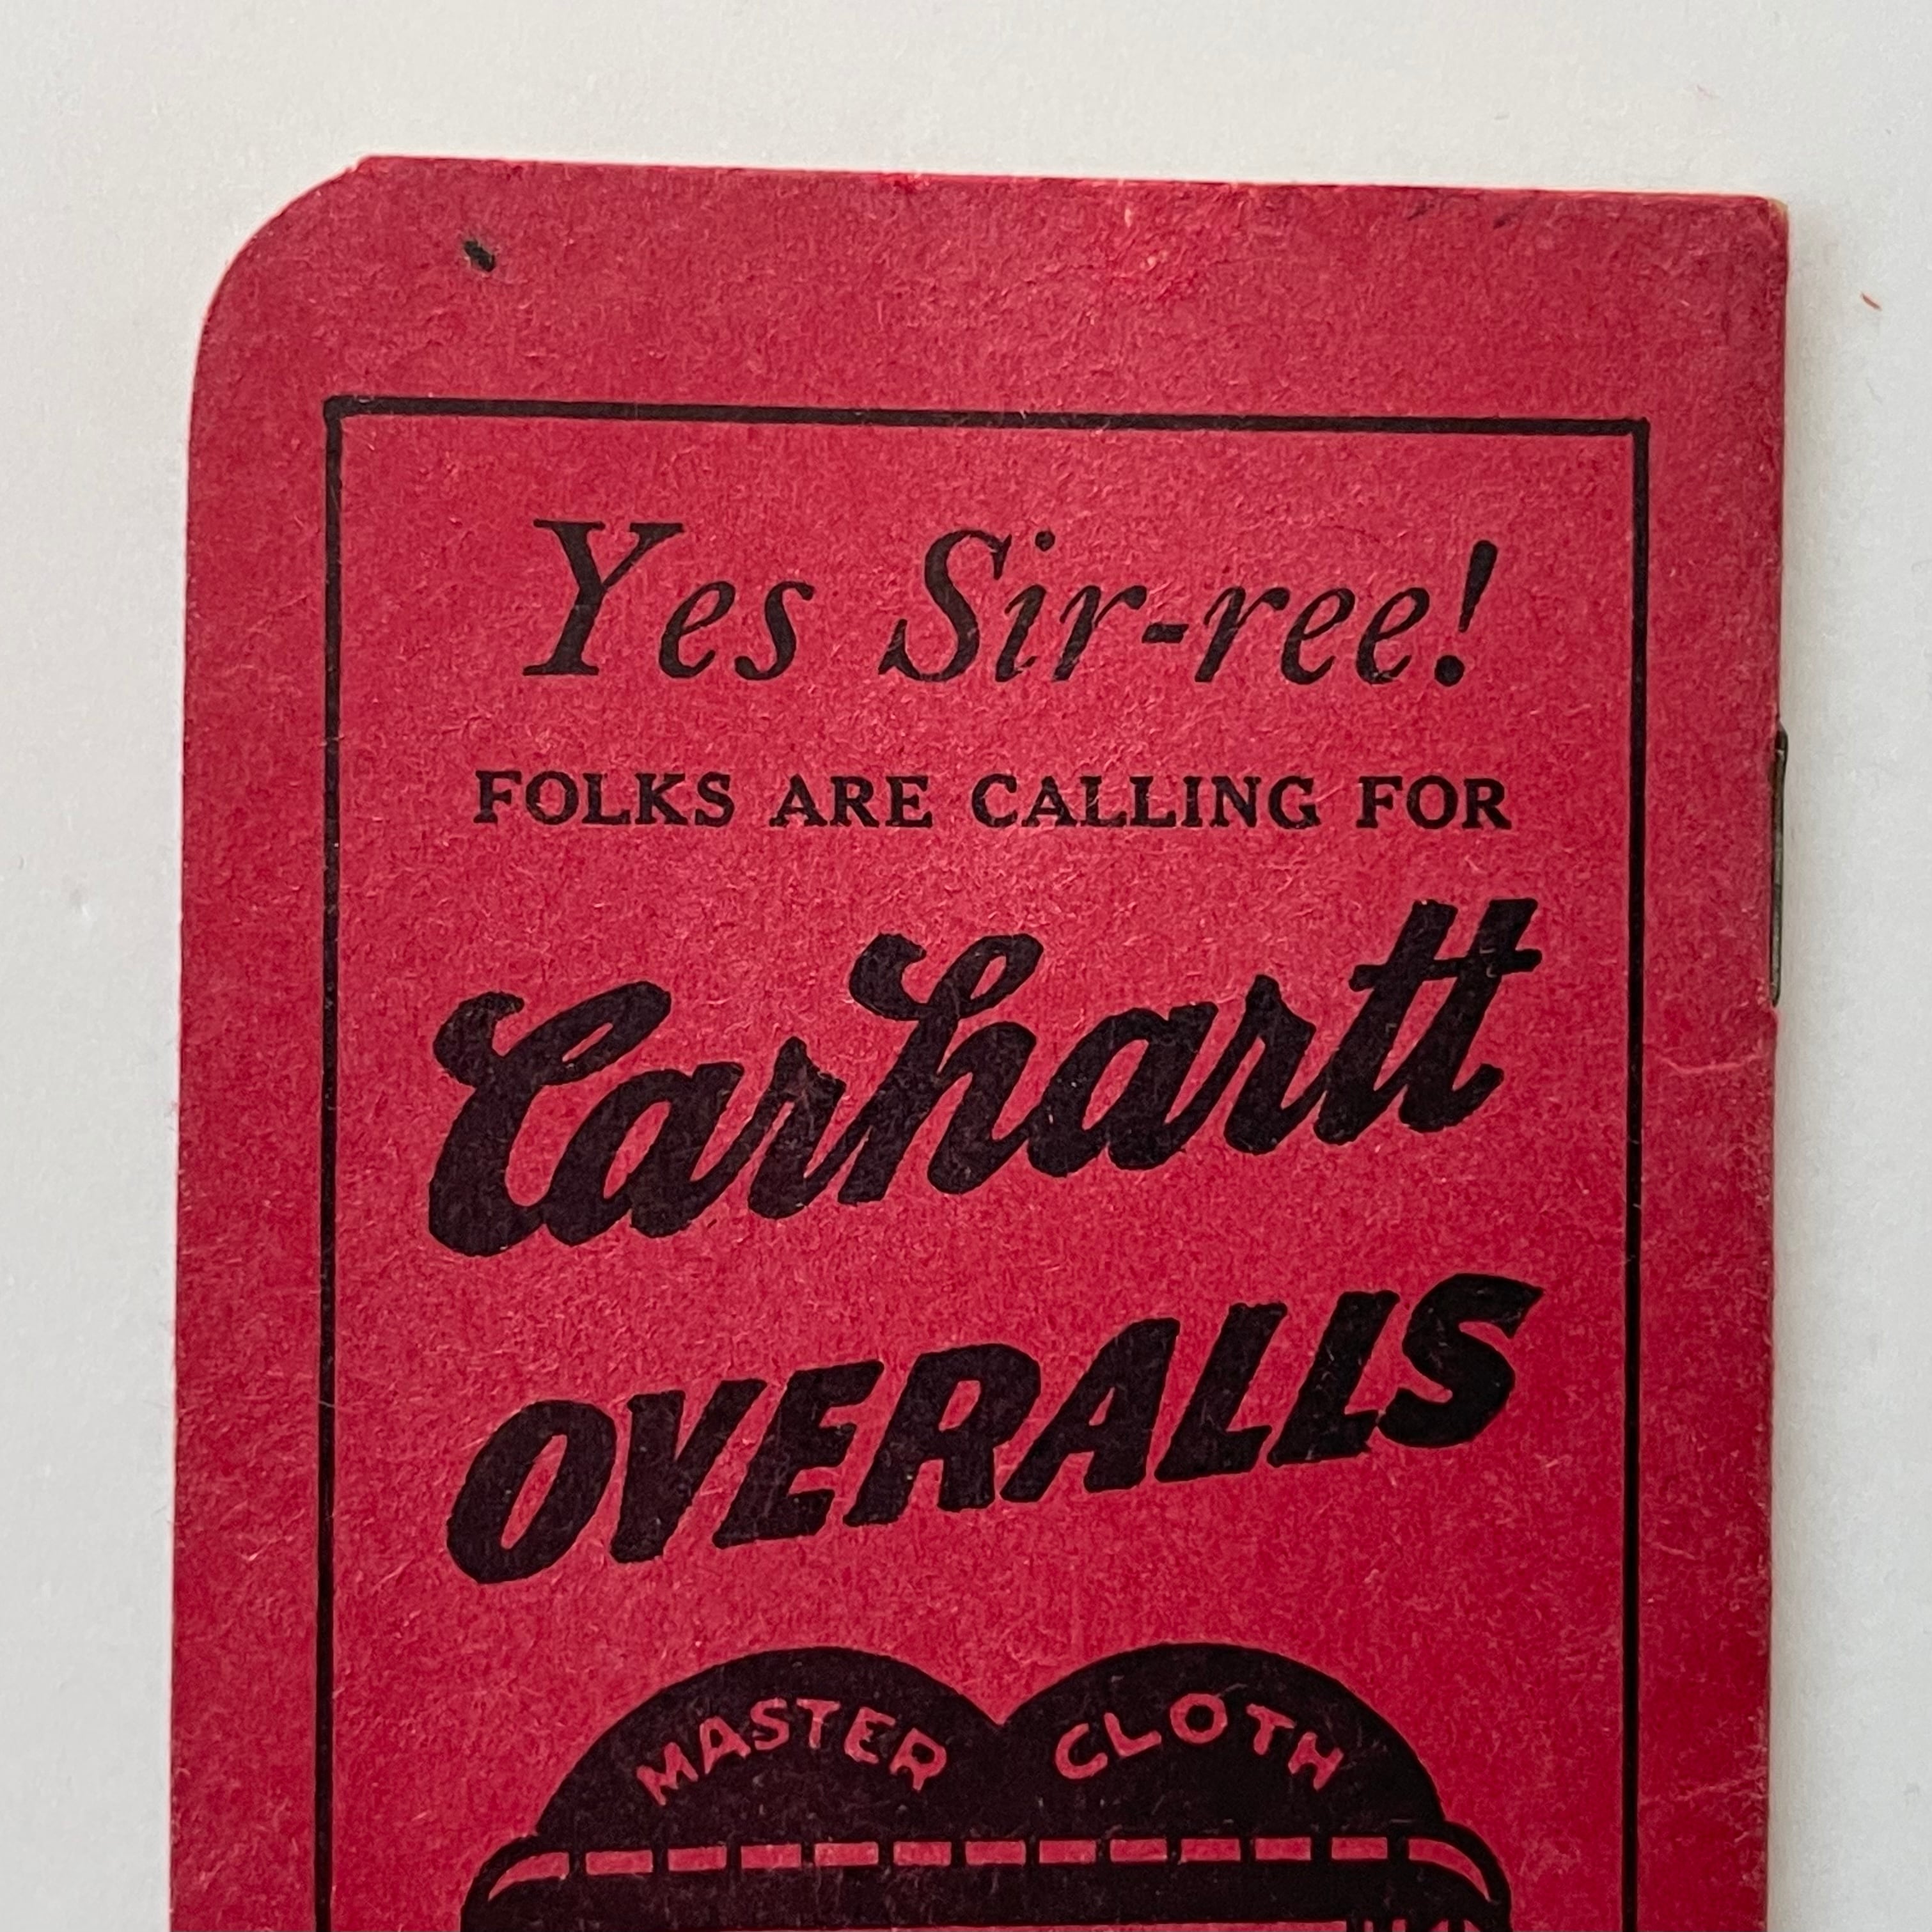 Yes Sir-ree!
FOLKS ARE CALLING FOR
Carhartt
OVERALLS
MASTER CLOTH